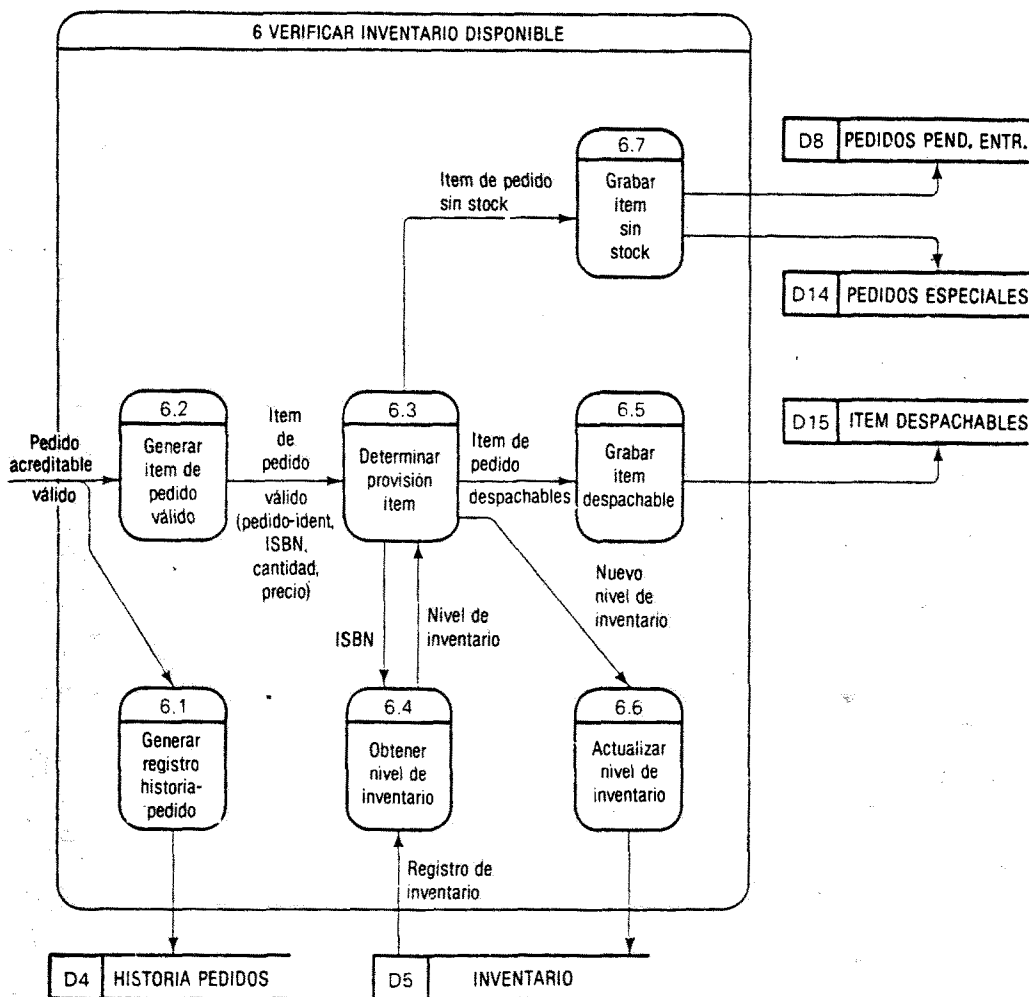 6 VERIFICAR INVENTARIO DISPONIBLE
6.7
Grabar
item
sin
stock
Item de pedido
sin stock
D8 PEDIDOS PEND. ENTR.
D14 PEDIDOS ESPECIALES
D15 ITEM DESPACHABLES
Pedido
acreditable
válido
6.2
Generar
item de
pedido
válido
Item
de
pedido
válido
(pedido-ident,
ISBN,
cantidad,
precio)
6.3
Determinar
provisión
item
Item de
pedido
despachables
6.5
Grabar
item
despachable
ISBN
Nivel de
inventario
Nuevo
nivel de
inventario
6.1
Generar
registro
historia-
pedido
6.4
Obtener
nivel de
inventario
6.6
Actualizar
nivel de
inventario
Registro de
inventario
D4 HISTORIA PEDIDOS
D5 INVENTARIO